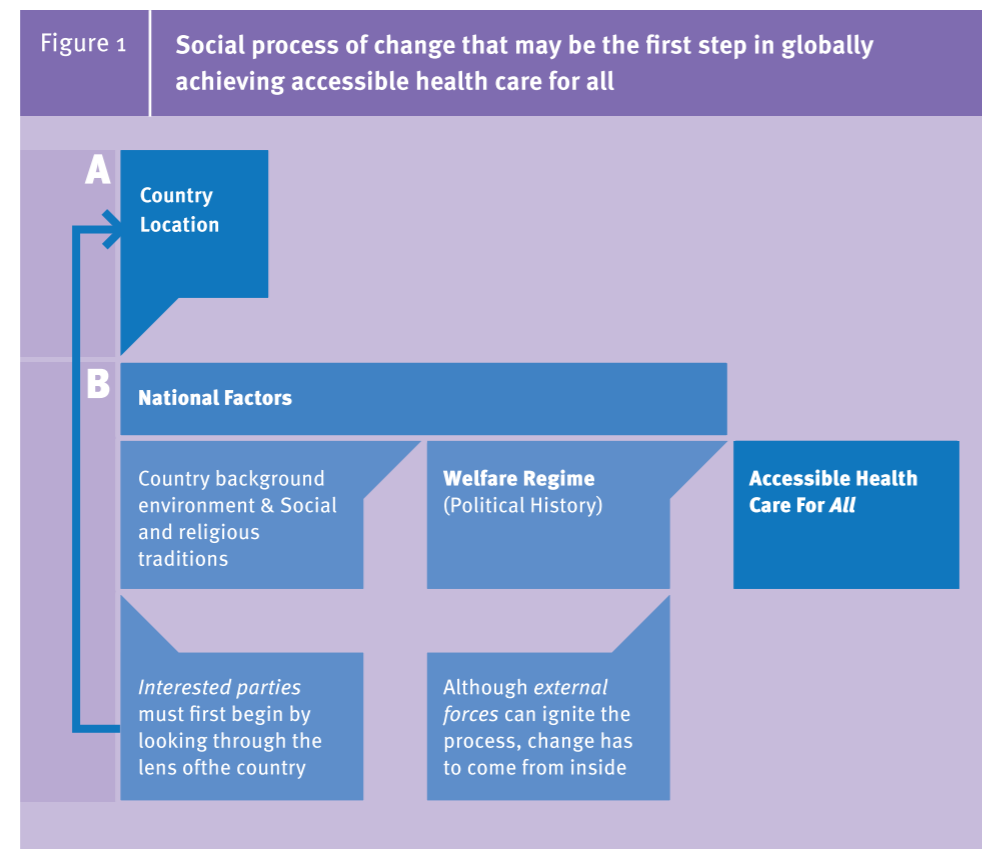 Figure 1
Social process of change that may be the first step in globally
achieving accessible health care for all
A
Country
Location
B
National Factors
Country background
environment & Social
and religious
traditions
Welfare Regime
(Political History)
Accessible Health
Care For All
Interested parties
must first begin by
looking through the
lens ofthe country
Although external
forces can ignite the
process, change has
to come from inside